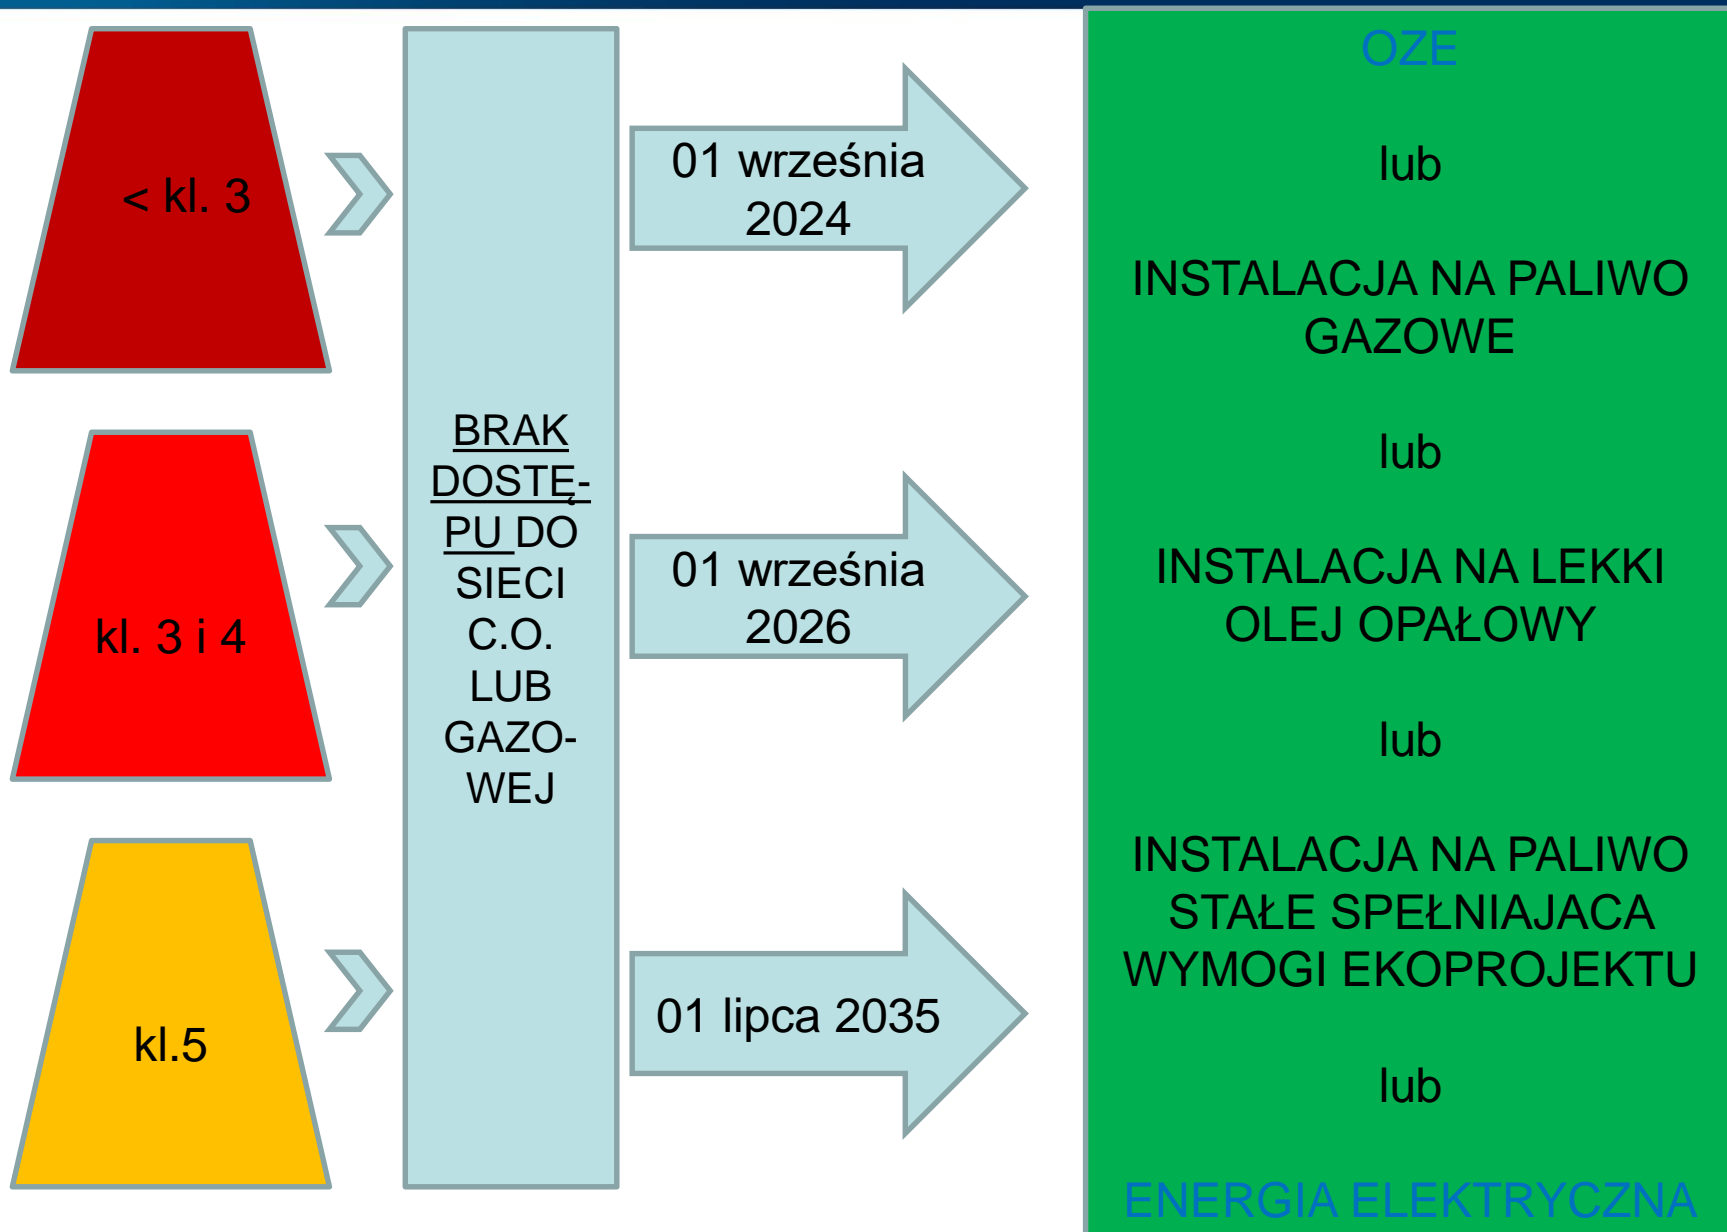 < kl. 3
kl. 3 i 4
kl.5
BRAK
DOSTĘ-
PU DO
SIECI
C.O.
LUB
GAZO-
WEJ
01 września
2024
01 września
2026
01 lipca 2035
OZE
lub
INSTALACJA NA PALIWO
GAZOWE
lub
INSTALACJA NA LEKKI
OLEJ OPAŁOWY
lub
INSTALACJA NA PALIWO
STAŁE SPEŁNIAJACA
WYMOGI EKOPROJEKTU
lub
ENERGIA ELEKTRYCZNA